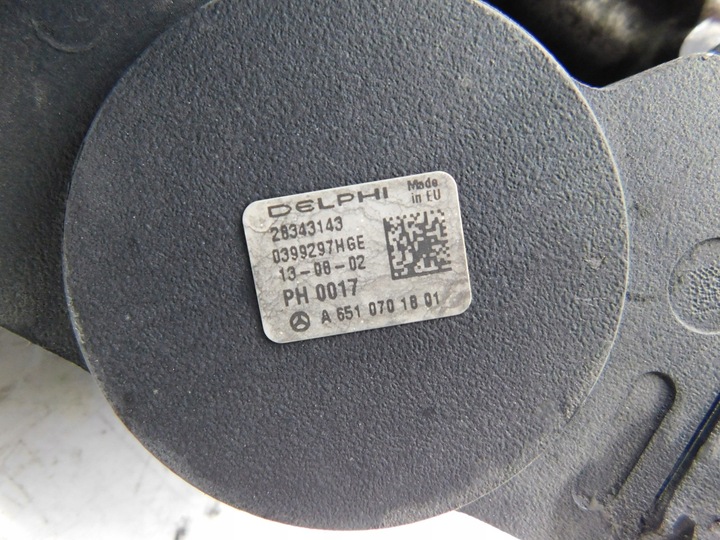 DELPHI Made in EU
28343143
0399297HGE
13-08-02
PH 0017
A 651 070 18 01